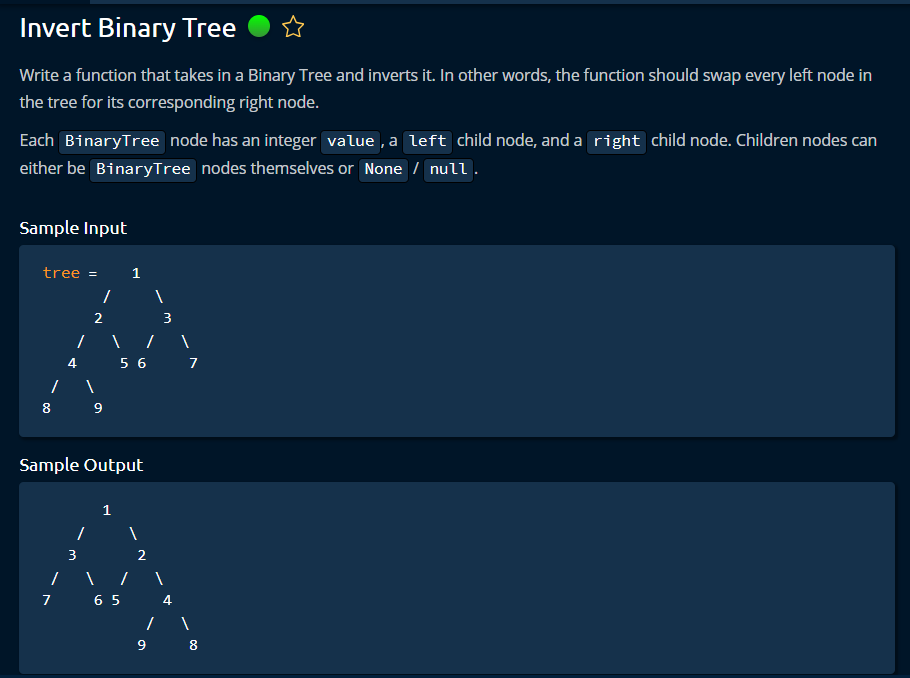 Invert Binary Tree
Write a function that takes in a Binary Tree and inverts it. In other words, the function should swap every left node in
the tree for its corresponding right node.
Each BinaryTree node has an integer value, a left child node, and a right child node. Children nodes can
either be BinaryTree nodes themselves or None / null.
Sample Input
tree =    1
       /     \
      2       3
    /   \   /   \
   4     5 6     7
 /   \
8     9
Sample Output
       1
    /     \
   3       2
 /   \   /   \
7     6 5     4
            /   \
           9     8